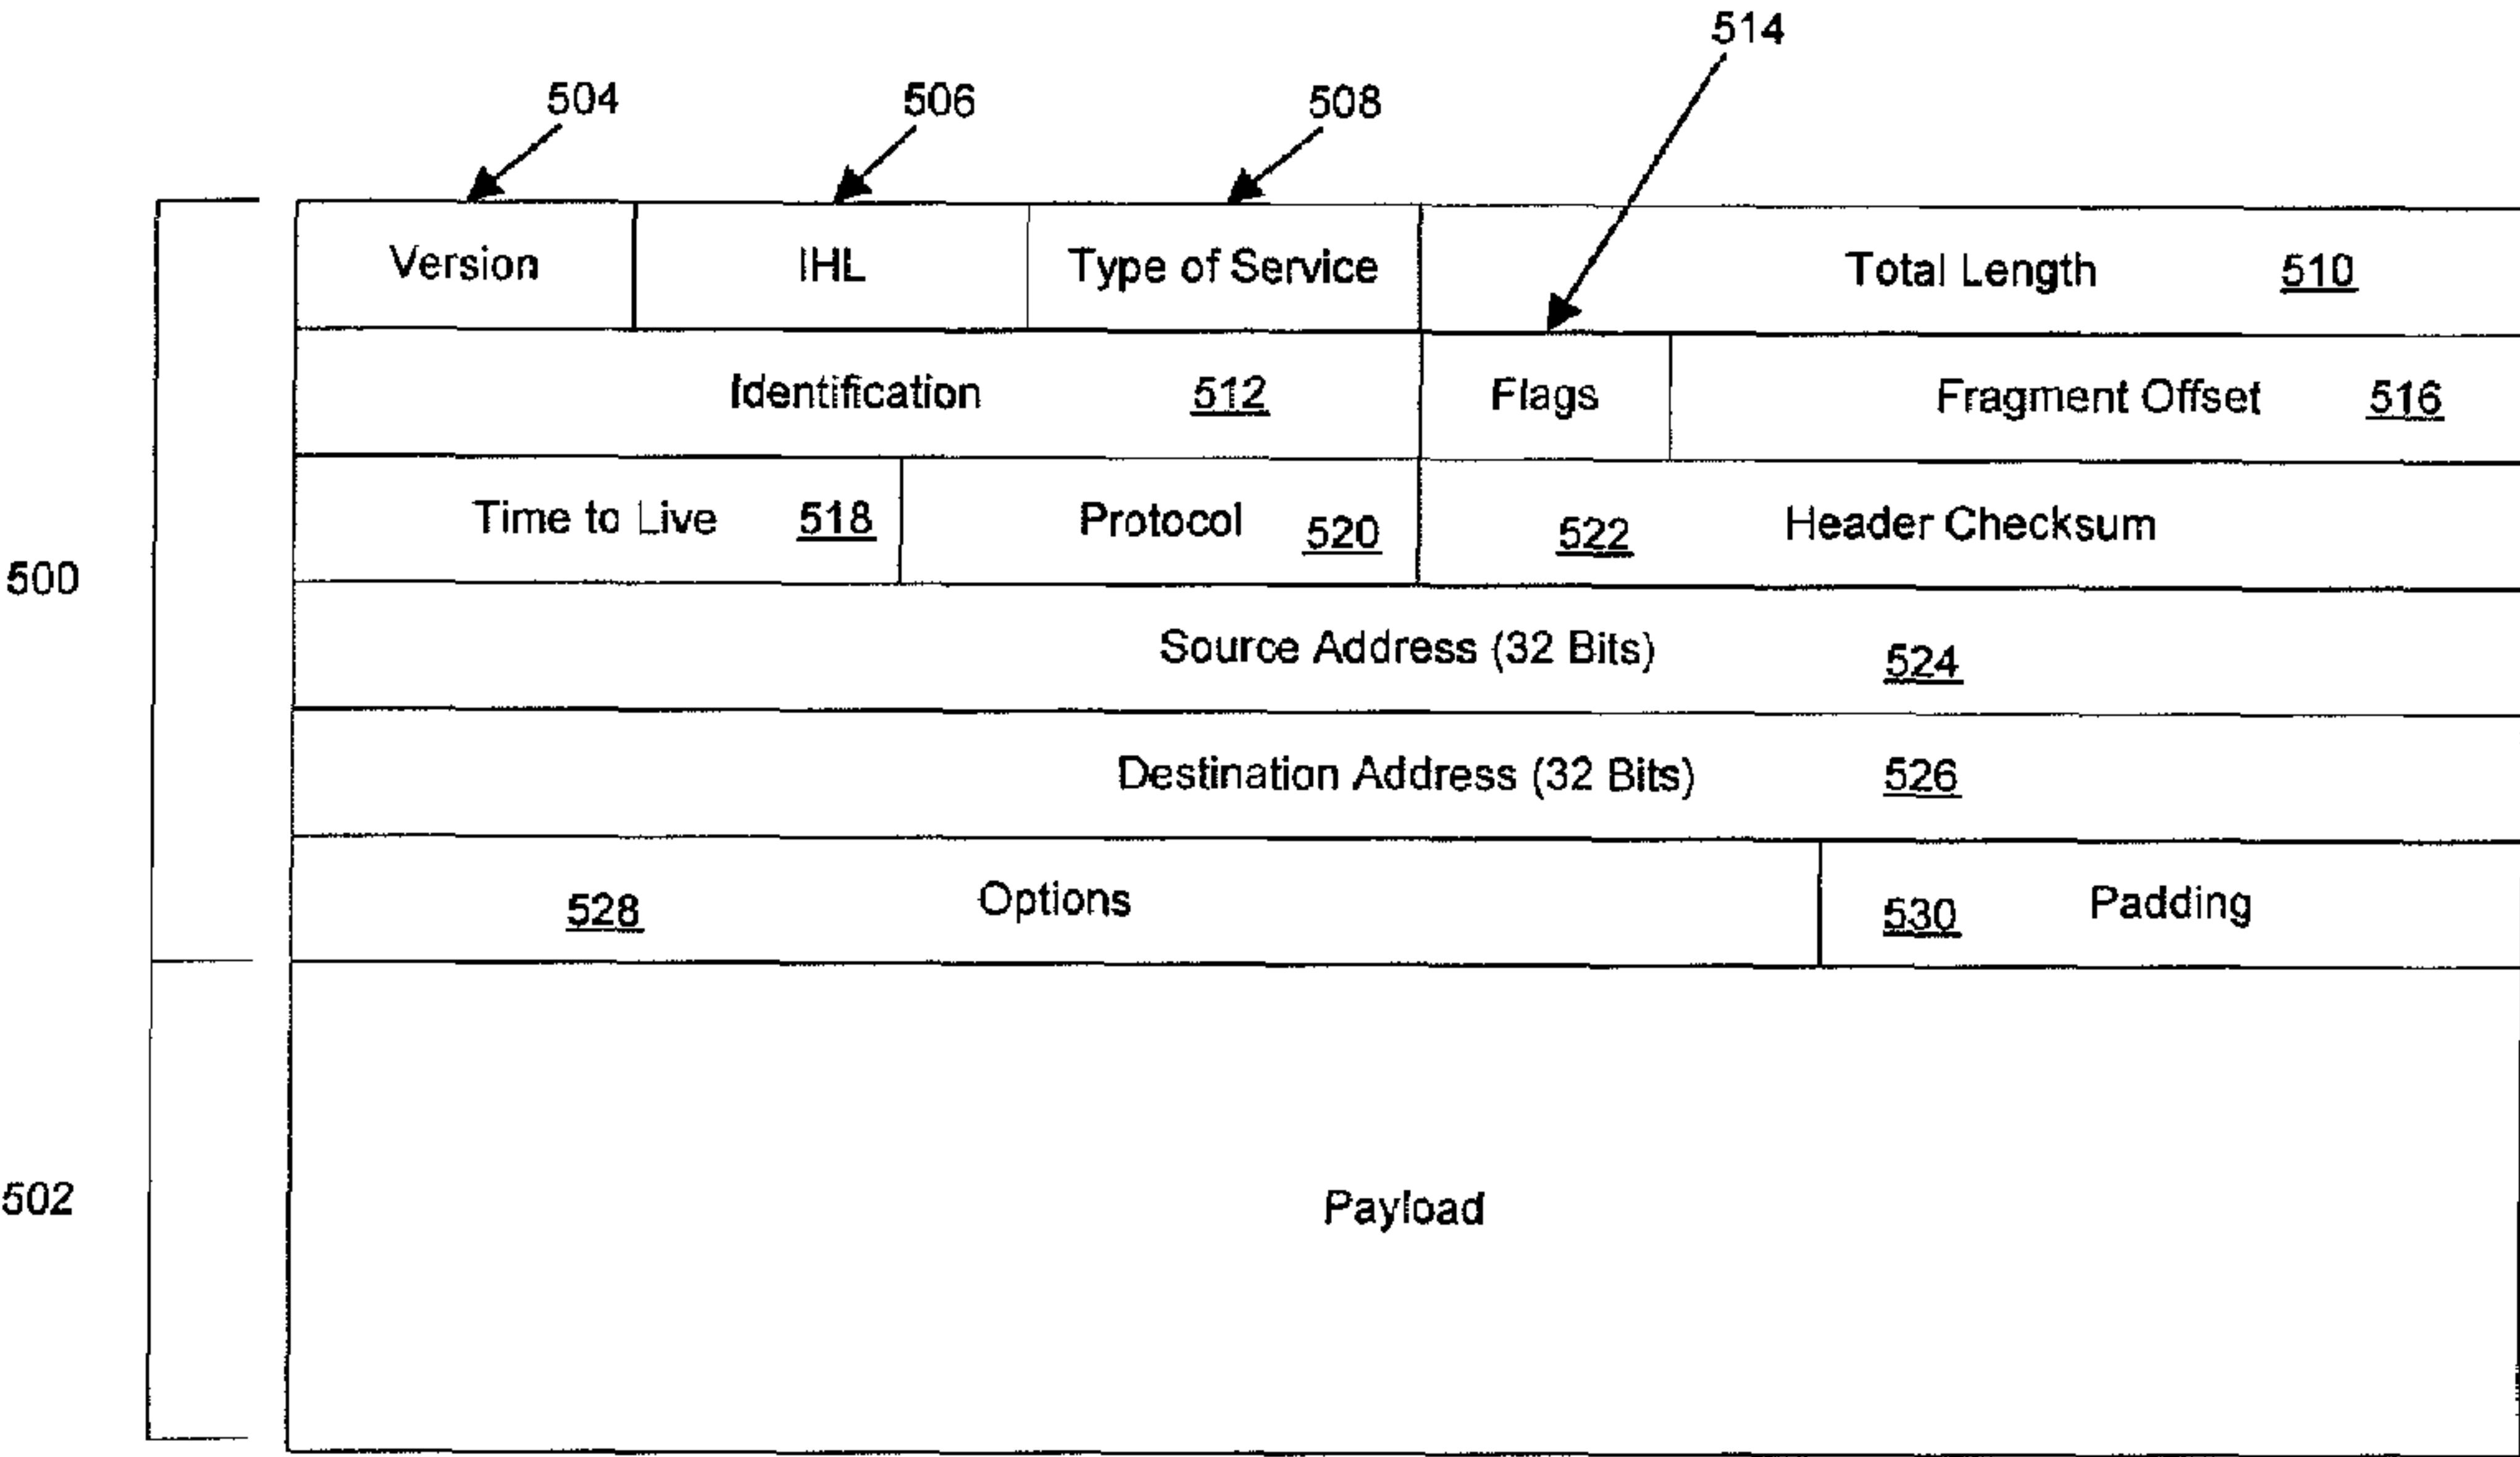 514
504 506 508
Version IHL Type of Service Total Length 510
Identification 512 Flags Fragment Offset 516
Time to Live 518 Protocol 520 522 Header Checksum
500
Source Address (32 Bits) 524
Destination Address (32 Bits) 526
528 Options 530 Padding
502 Payload